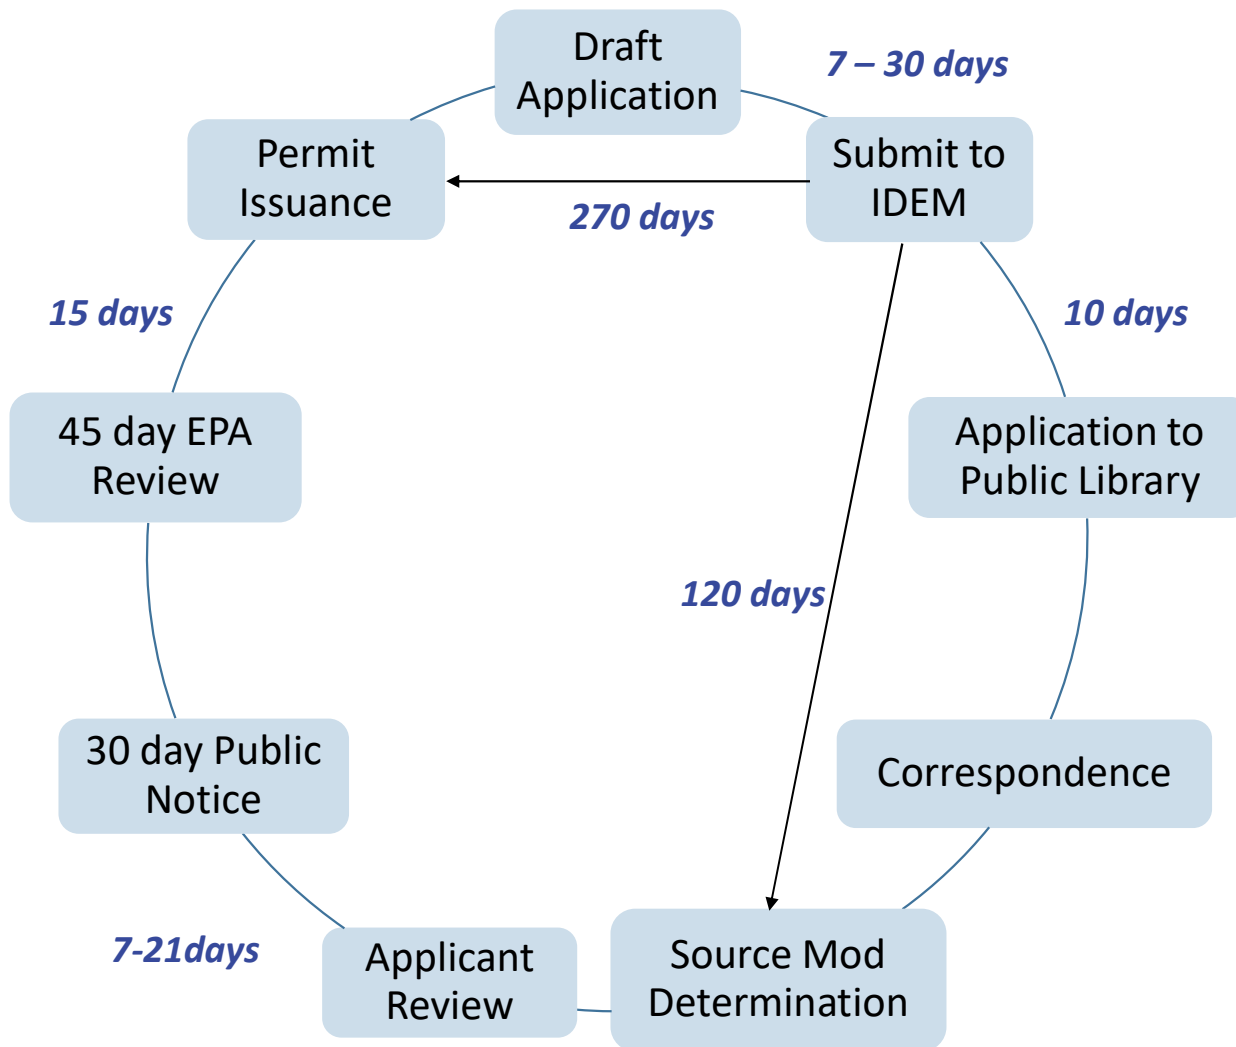 Draft
Application
7 – 30 days
Permit
Issuance
Submit to
IDEM
270 days
15 days
10 days
45 day EPA
Review
Application to
Public Library
120 days
30 day Public
Notice
Correspondence
7-21days
Applicant
Review
Source Mod
Determination